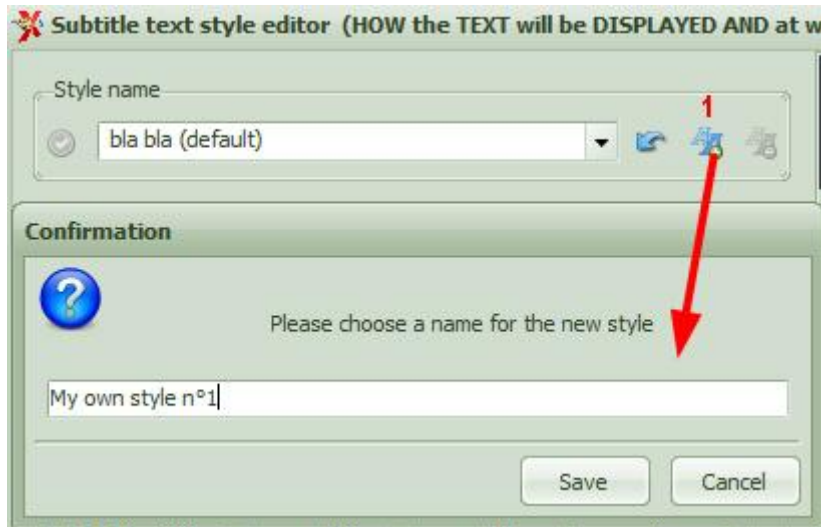 Subtitle text style editor (HOW the TEXT will be DISPLAYED AND at w
Style name
1
bla bla (default)
Confirmation
Please choose a name for the new style
My own style n°1
Save
Cancel